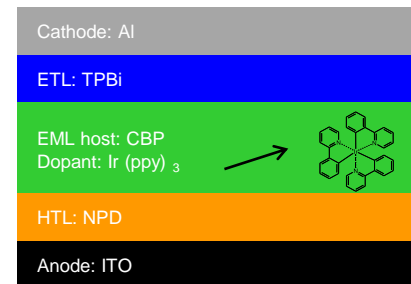 Cathode: Al
ETL: TPBi
EML host: CBP
Dopant: Ir (ppy) 3
HTL: NPD
Anode: ITO